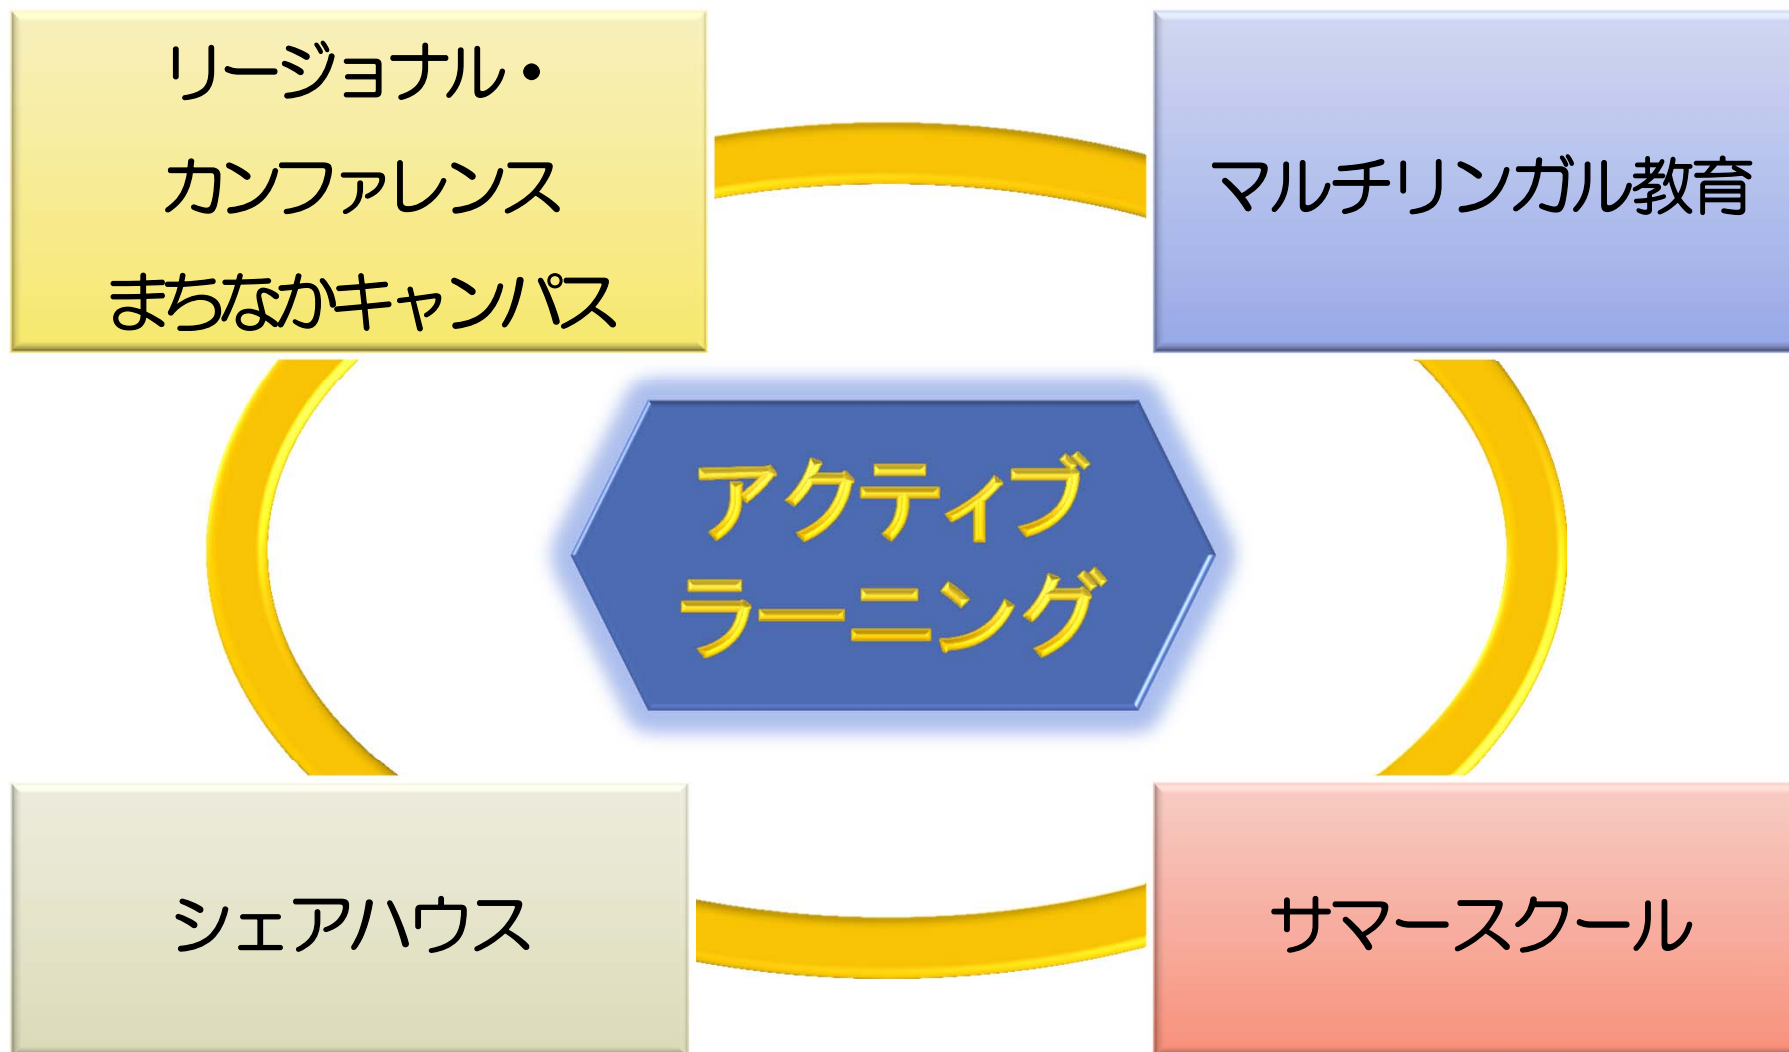 リージョナル・
カンファレンス
まちなかキャンパス
マルチリンガル教育
アクティブ
ラーニング
シェアハウス
サマースクール